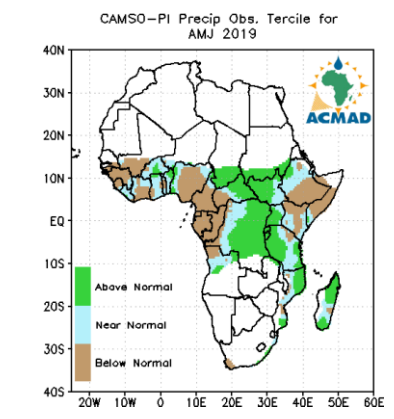 CAMSO-PI Precip Obs. Tercile for
AMJ 2019
ACMAD
40N
30N
20N
10N
EQ
10S
20S
30S
40S
Above Normal
Near Normal
Below Normal
20W 10W 0 10E 20E 30E 40E 50E 60E